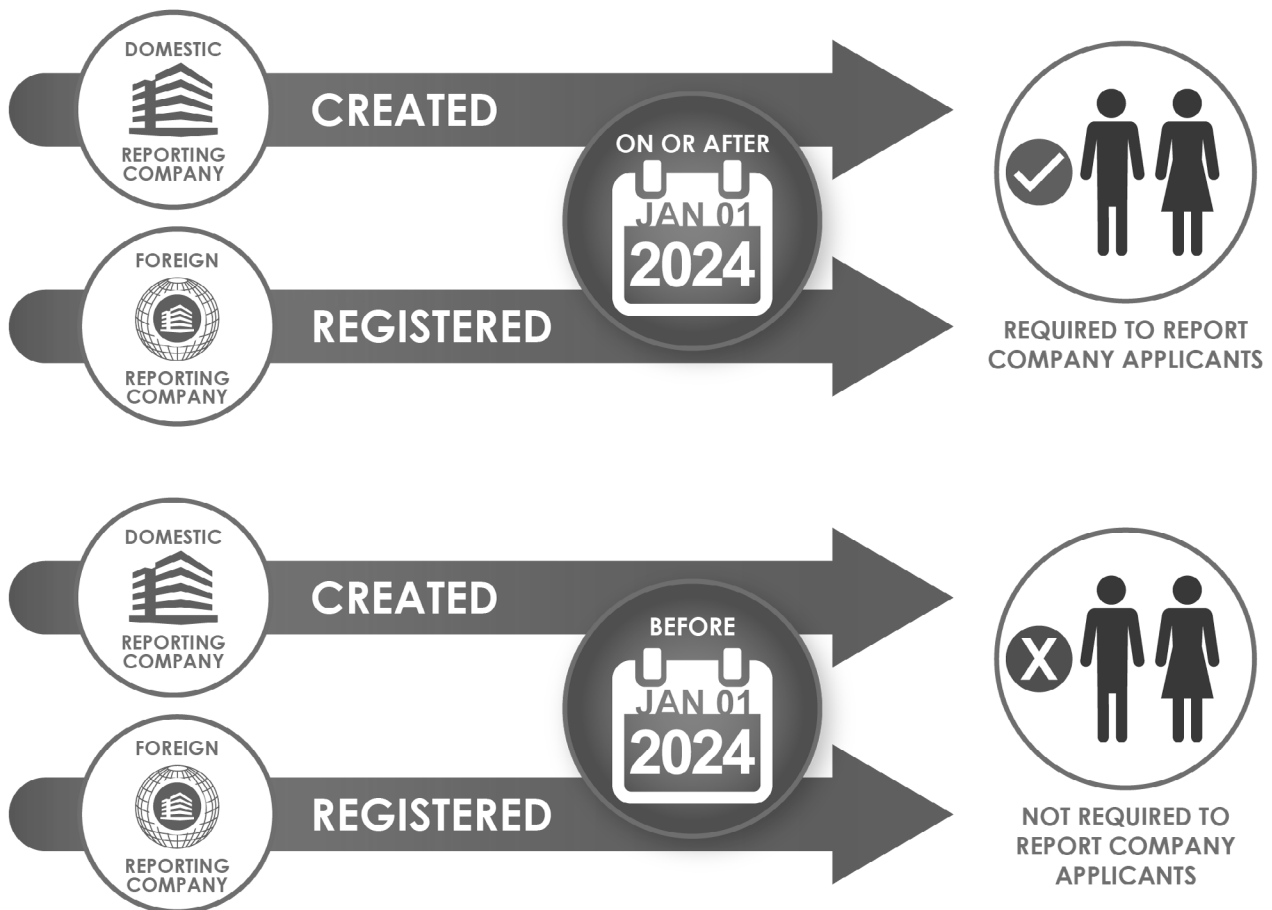 DOMESTIC
REPORTING
COMPANY
CREATED
ON OR AFTER
JAN 01
2024
FOREIGN
REPORTING
COMPANY
REGISTERED
REQUIRED TO REPORT
COMPANY APPLICANTS
DOMESTIC
REPORTING
COMPANY
CREATED
BEFORE
JAN 01
2024
FOREIGN
REPORTING
COMPANY
REGISTERED
X
NOT REQUIRED TO
REPORT COMPANY
APPLICANTS